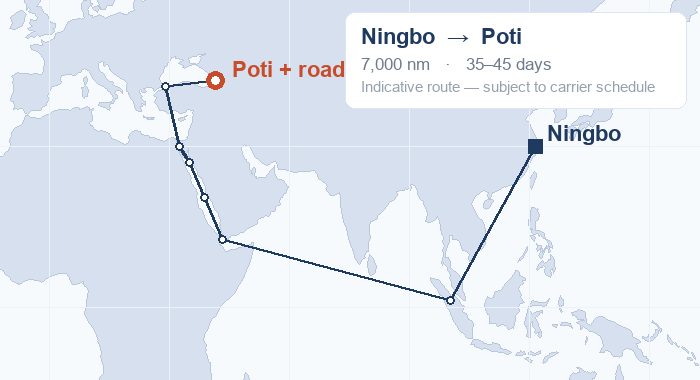 Ningbo → Poti
7,000 nm · 35–45 days
Indicative route — subject to carrier schedule
Poti + road
Ningbo